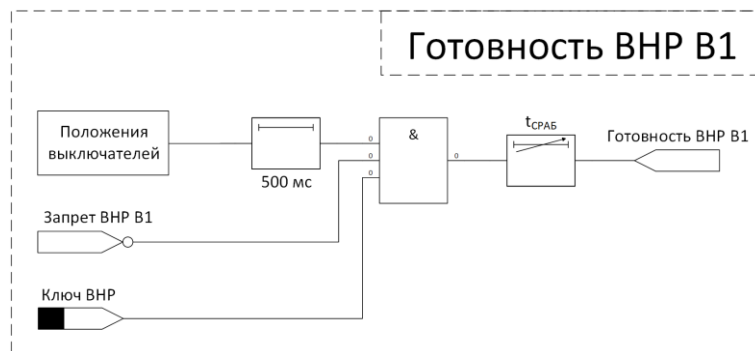 Готовность ВНР В1
Положения
выключателей
500 мс
0
0
0
&
0
tСРАБ
Готовность ВНР В1
Запрет ВНР В1
Ключ ВНР